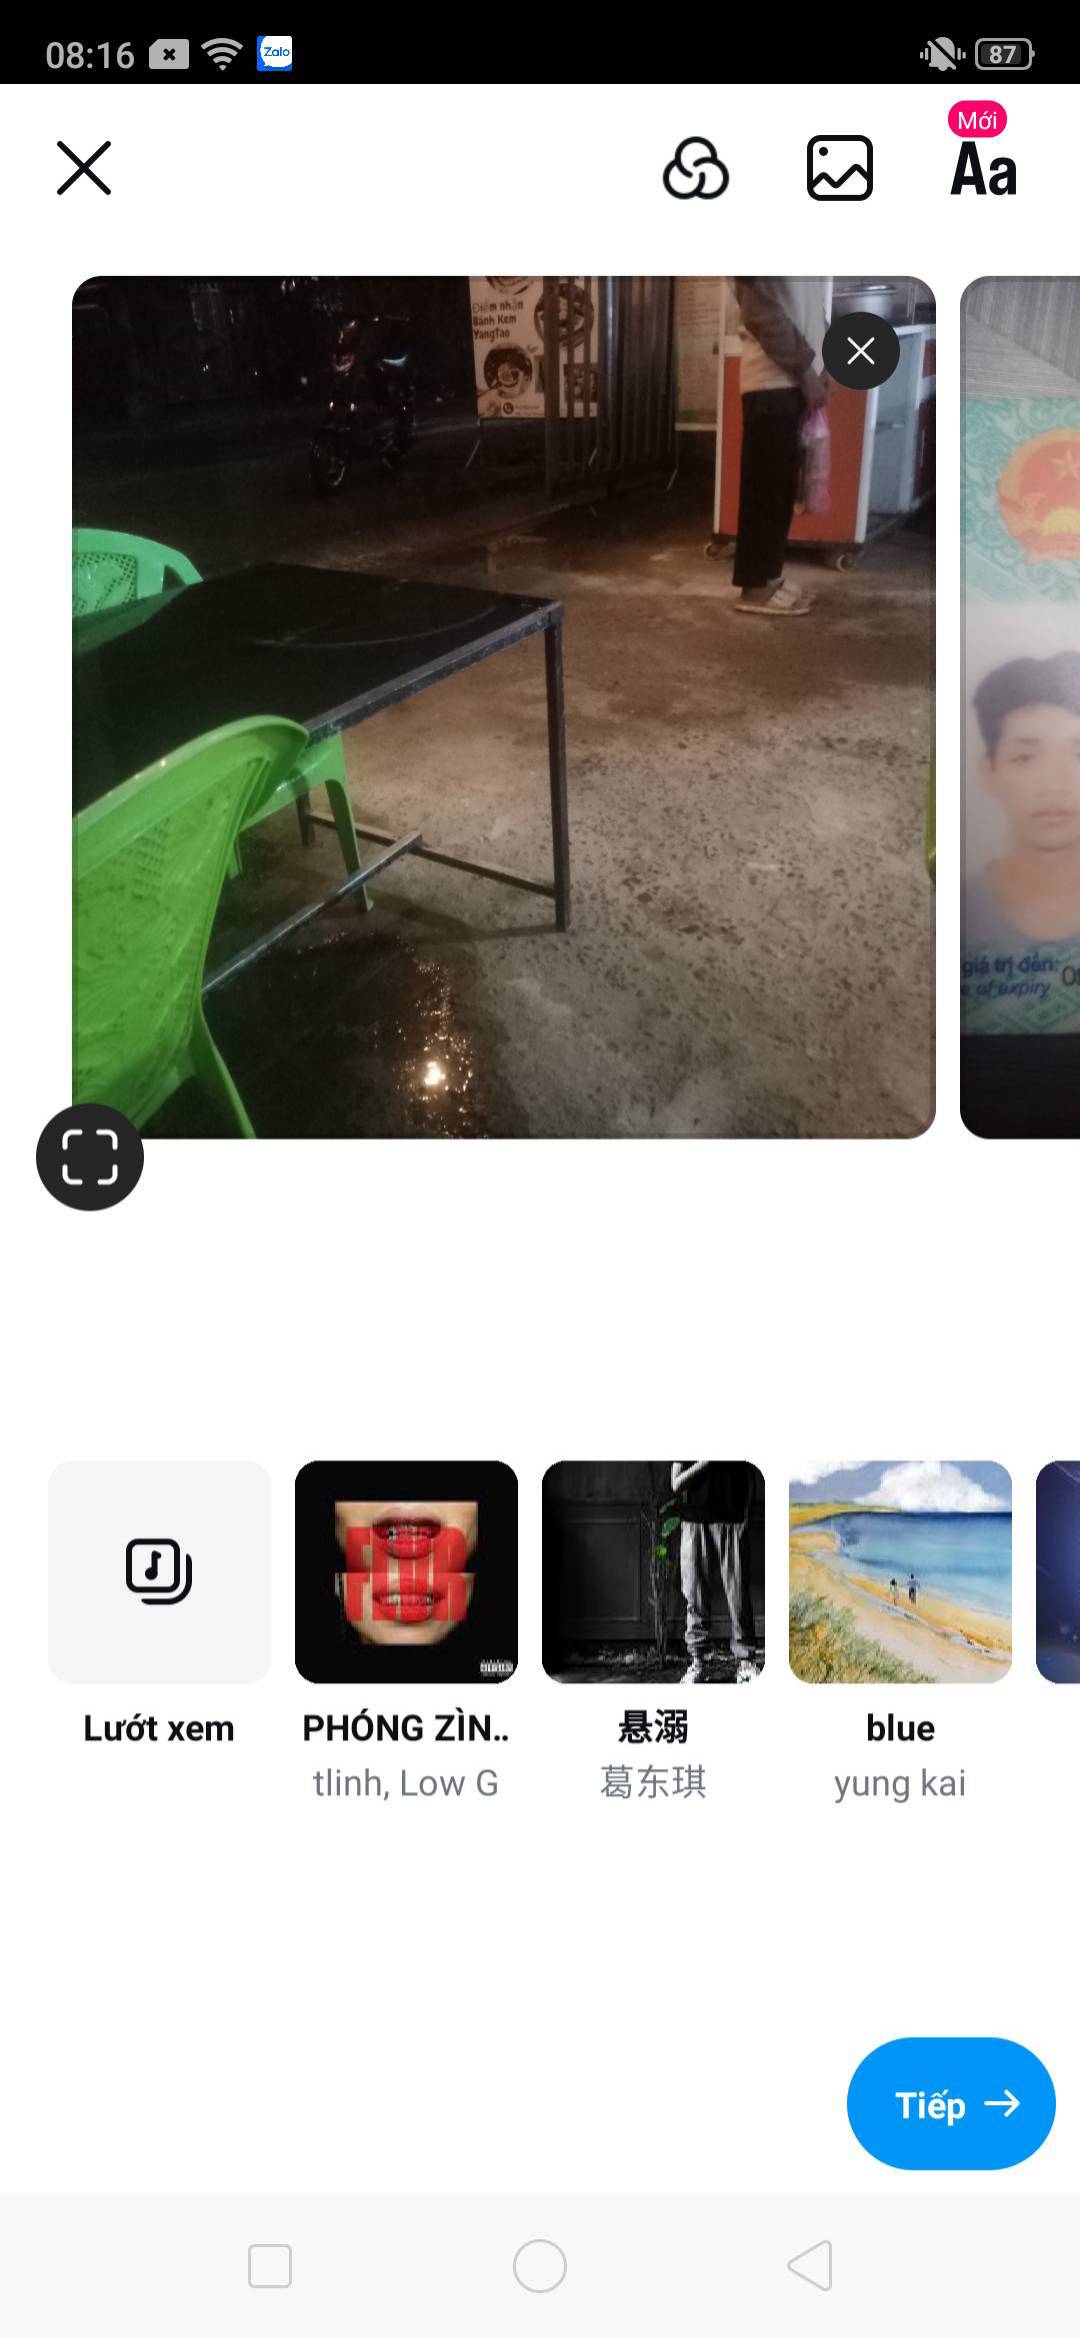 08:16
Zalo
87
Mới
Aa
Điểm nhận
Bánh Kem
YangTao
giá trị đến:
of expiry
Lướt xem
PHÓNG ZÌN..
悬溺
blue
tlinh, Low G
葛东琪
yung kai
Tiếp